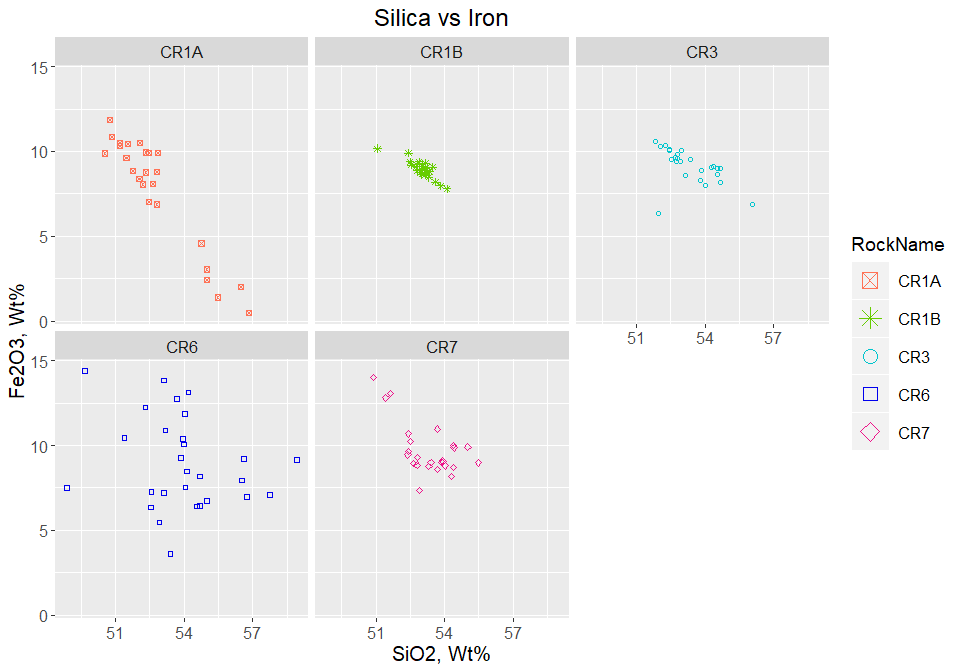 Silica vs Iron
CR1A CR1B CR3
15
10
5
0
51 54 57
CR6 CR7
15
10
5
0
51 54 57 51 54 57
Fe2O3, Wt%
SiO2, Wt%
RockName
CR1A
CR1B
CR3
CR6
CR7